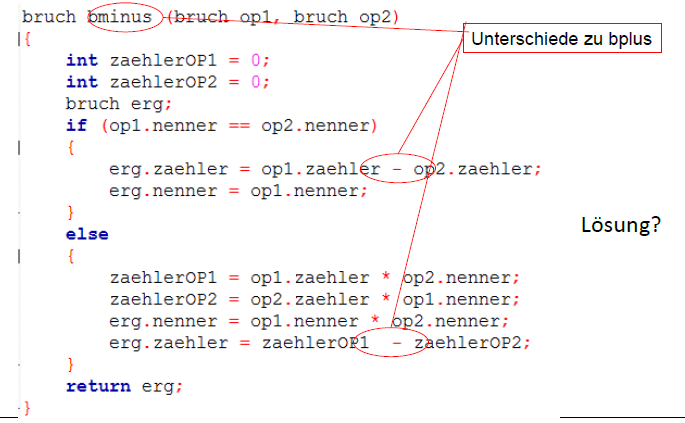 bruch bminus (bruch op1, bruch op2)
Unterschiede zu bplus
{
int zaehlerOP1 = 0;
int zaehlerOP2 = 0;
bruch erg;
if (op1.nenner == op2.nenner)
{
erg.zaehler = op1.zaehler - op2.zaehler;
erg.nenner = op1.nenner;
}
Lösung?
else
{
zaehlerOP1 = op1.zaehler * op2.nenner;
zaehlerOP2 = op2.zaehler * op1.nenner;
erg.nenner = op1.nenner * op2.nenner;
erg.zaehler = zaehlerOP1 - zaehlerOP2;
}
return erg;
}